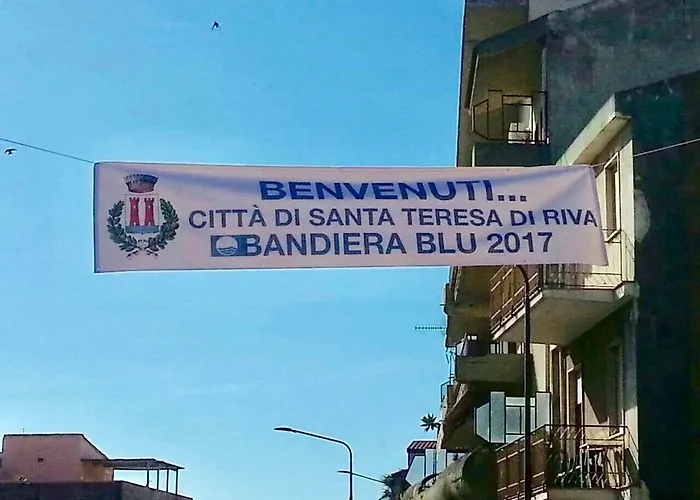 BENVENUTI...
CITTÀ DI SANTA TERESA DI RIVA
BANDIERA BLU 2017